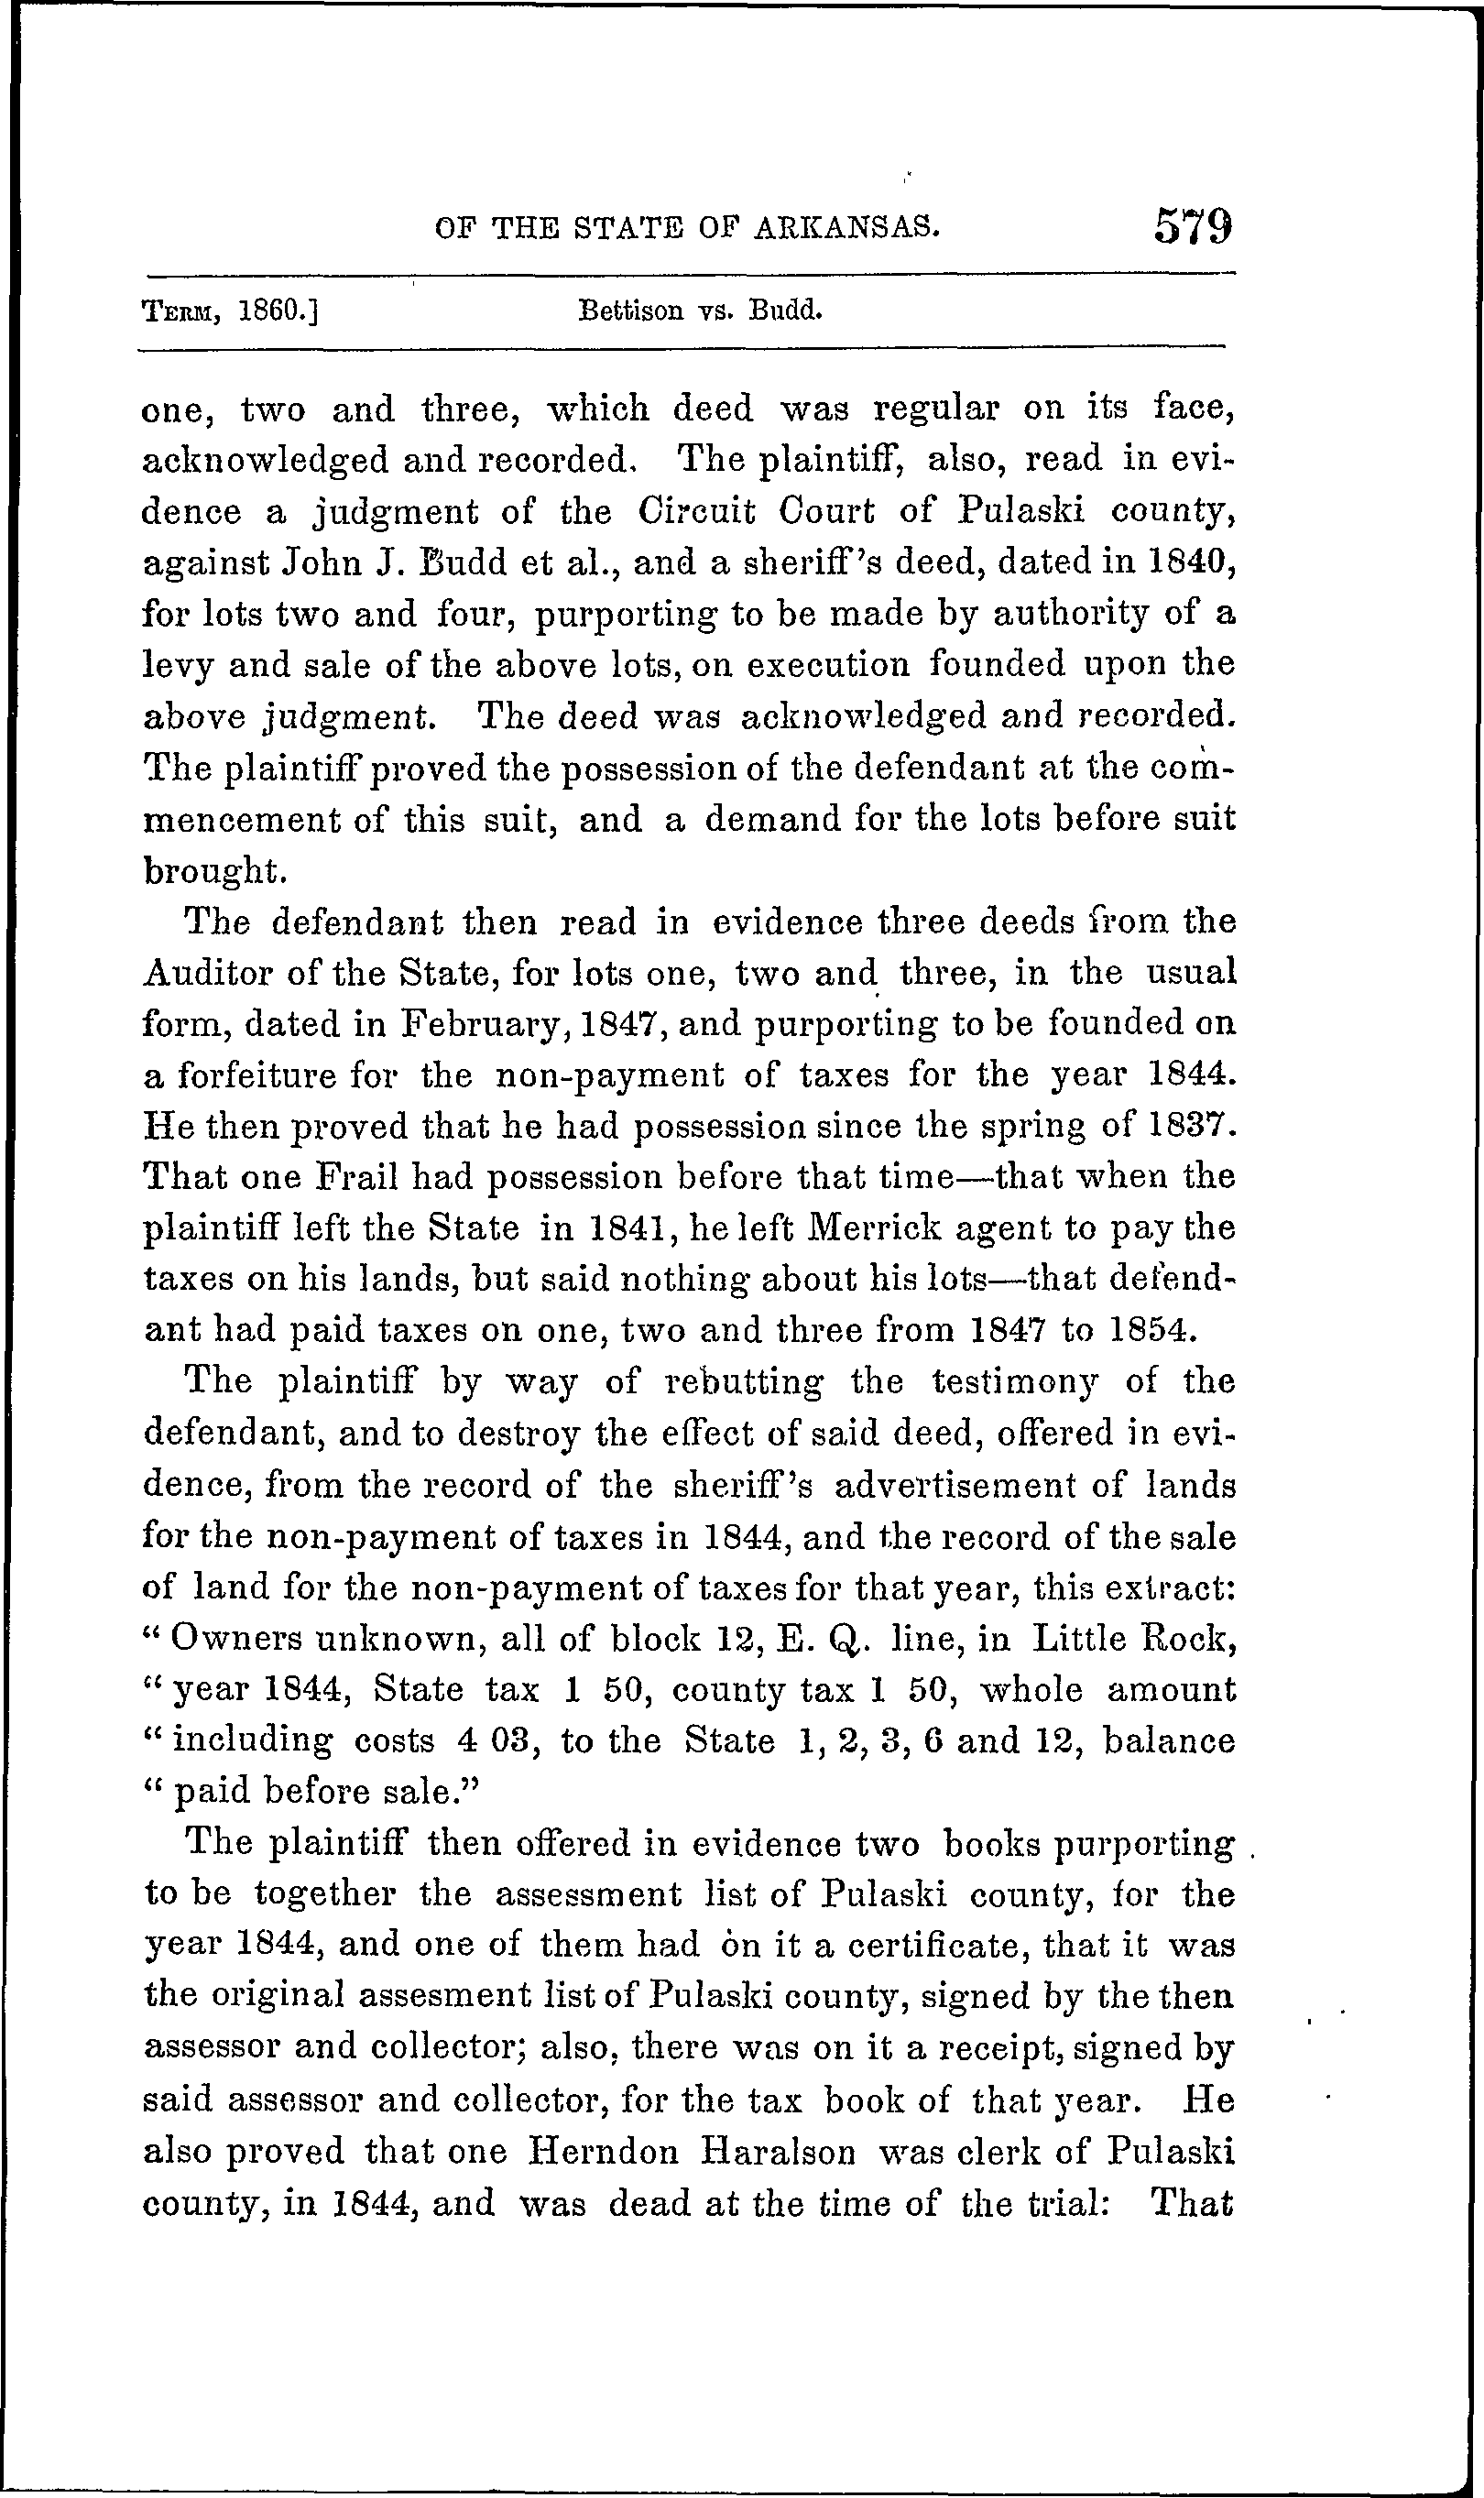 OF THE STATE OF ARKANSAS. 579
TERM, 1860.] Bettison vs. Budd.
one, two and three, which deed was regular on its face,
acknowledged and recorded. The plaintiff, also, read in evi-
dence a judgment of the Circuit Court of Pulaski county,
against John J. Budd et al., and a sheriff's deed, dated in 1840,
for lots two and four, purporting to be made by authority of a
levy and sale of the above lots, on execution founded upon the
above judgment. The deed was acknowledged and recorded.
The plaintiff proved the possession of the defendant at the com-
mencement of this suit, and a demand for the lots before suit
brought.
The defendant then read in evidence three deeds from the
Auditor of the State, for lots one, two and three, in the usual
form, dated in February, 1847, and purporting to be founded on
a forfeiture for the non-payment of taxes for the year 1844.
He then proved that he had possession since the spring of 1837.
That one Frail had possession before that time—that when the
plaintiff left the State in 1841, he left Merrick agent to pay the
taxes on his lands, but said nothing about his lots—that defend-
ant had paid taxes on one, two and three from 1847 to 1854.
The plaintiff by way of rebutting the testimony of the
defendant, and to destroy the effect of said deed, offered in evi-
dence, from the record of the sheriff's advertisement of lands
for the non-payment of taxes in 1844, and the record of the sale
of land for the non-payment of taxes for that year, this extract:
" Owners unknown, all of block 12, E. Q. line, in Little Rock,
" year 1844, State tax 1 50, county tax 1 50, whole amount
" including costs 4 03, to the State 1, 2, 3, 6 and 12, balance
" paid before sale."
The plaintiff then offered in evidence two books purporting
to be together the assessment list of Pulaski county, for the
year 1844, and one of them had on it a certificate, that it was
the original assesment list of Pulaski county, signed by the then
assessor and collector; also, there was on it a receipt, signed by
said assessor and collector, for the tax book of that year. He
also proved that one Herndon Haralson was clerk of Pulaski
county, in 1844, and was dead at the time of the trial: That